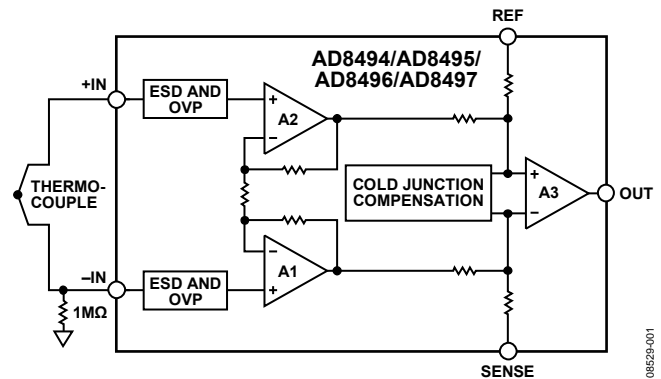 REF
AD8494/AD8495/
AD8496/AD8497
+IN
ESD AND
OVP
+
A2
–
THERMO-
COUPLE
COLD JUNCTION
COMPENSATION
+
A3
–
OUT
–
A1
+
–IN
ESD AND
OVP
1MΩ
SENSE
08529-001